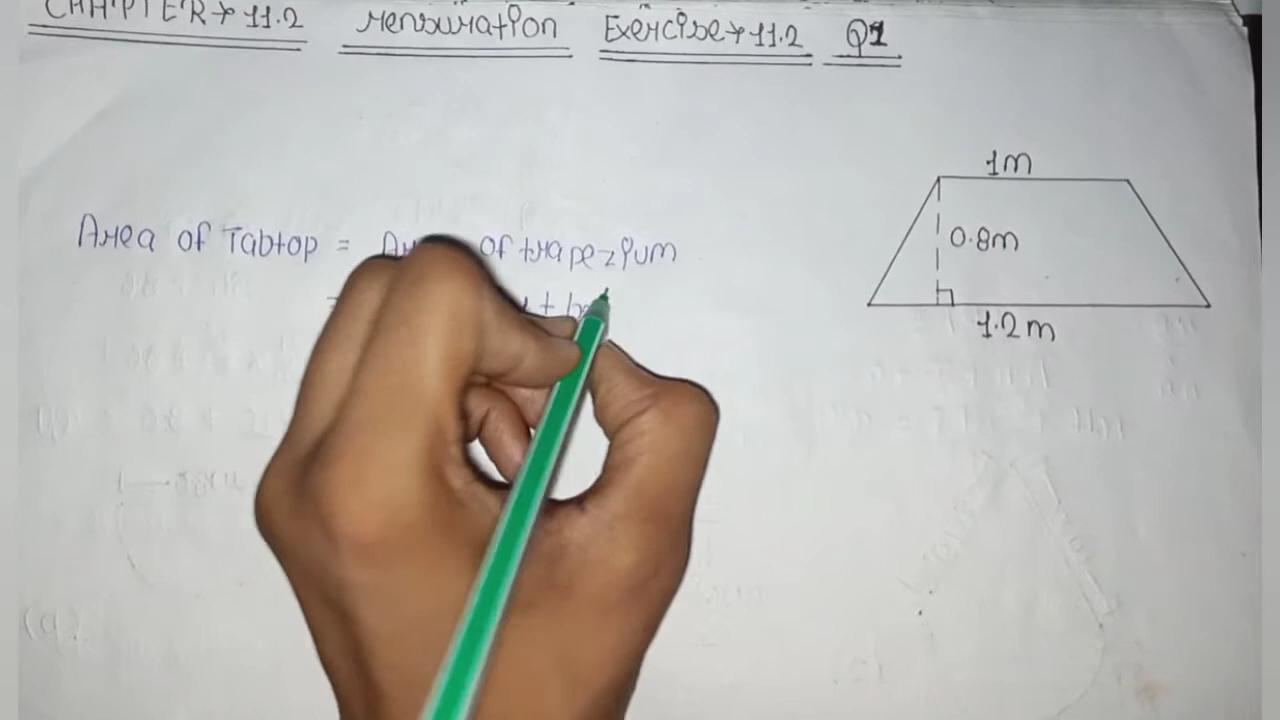 CHAPTER→11.2 Mensuration Exercise→11.2 Q1
1m
Area of Tabtop = of trapezium
0.8m
1.2m